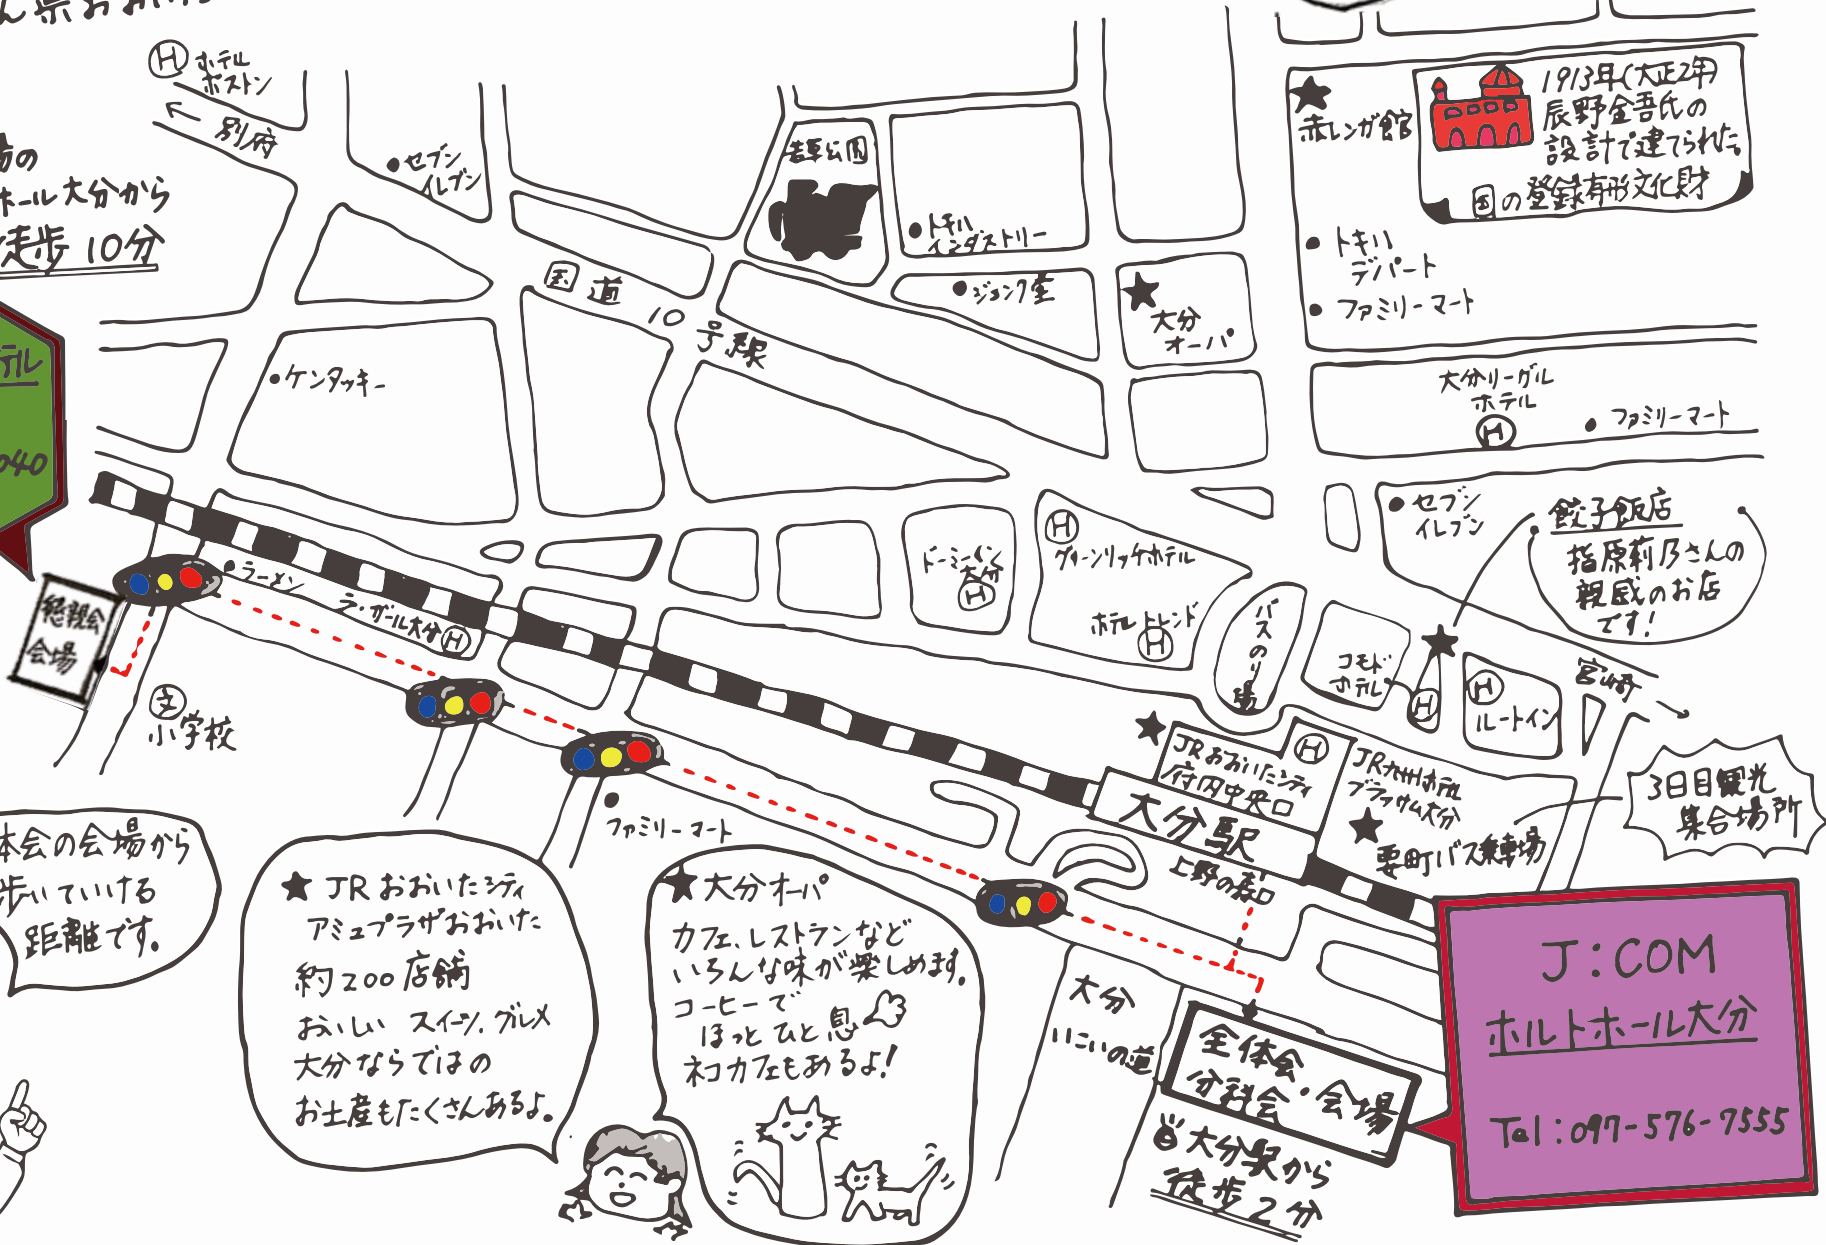 ホテル
ボストン
← 別府
セブン
イレブン
ホール大分から
徒歩 10分
テル
040
若草公園
トキハ
インダストリー
ジュンク堂
国道10号線
ケンタッキー
大分
オーパ
赤レンガ館
1913年(大正2年)
辰野金吾氏の
設計で建てられた。
国の登録有形文化財
トキハ
デパート
ファミリーマート
大分リーグル
ホテル
H
ファミリーマート
セブン
イレブン
餃子飯店
指原莉乃さんの
親戚のお店
です!
ドーミーイン
大分
H
H
グリーンリッチホテル
ホテルトレンド
H
バスのり場
コモド
ホテル
H
H
ルートイン
宮崎
ラーメン
ラ・ガール大分
H
懇親会
会場
文
小学校
ファミリーマート
JRおおいたシティ
府内中央口
H
JR九州ホテル
ブラッサム大分
大分駅
上野の森口
要町バス乗車場
3日目観光
集合場所
体会の会場から
歩いていける
距離です。
★ JRおおいたシティ
アミュプラザおおいた
約200店舗
おいしい スイーツ、グルメ
大分ならではの
お土産もたくさんあるよ。
★大分オーパ
カフェ、レストランなど
いろんな味が楽しめます。
コーヒーで
ほっとひと息
ネコカフェもあるよ!
大分
いこいの道
全体会・
分科会・会場
大分駅から
徒歩2分
J:COM
ホルトホール大分
Tel:097-576-7555